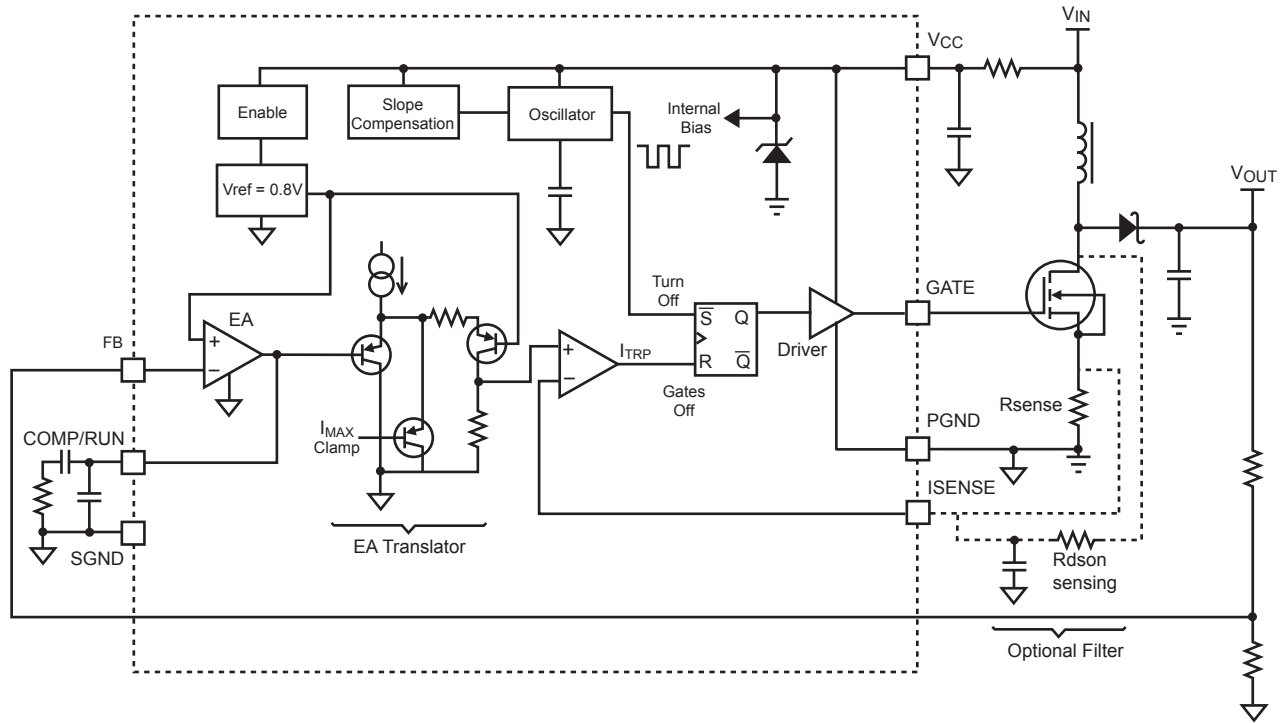 VIN
VCC
Enable
Slope
Compensation
Oscillator
Internal
Bias
Vref = 0.8V
VOUT
EA
FB
Turn
Off
S̅ Q
R Q̅
Driver
GATE
ITRP
Gates
Off
IMAX
Clamp
COMP/RUN
SGND
EA Translator
Rsense
PGND
ISENSE
Rdson
sensing
Optional Filter